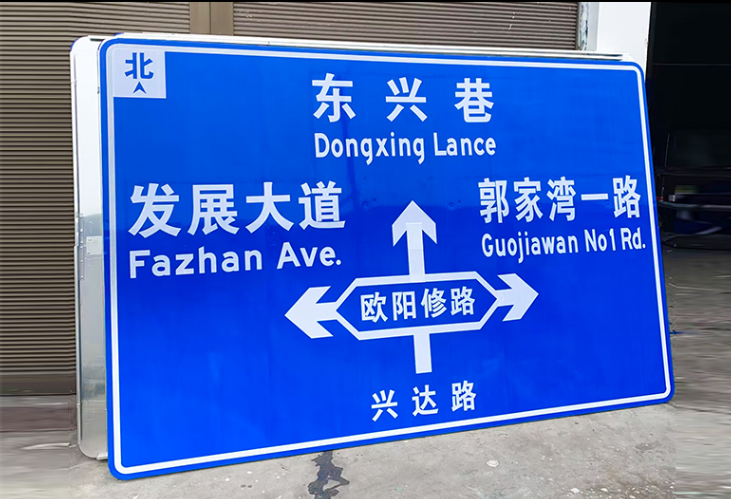 北
东兴巷
Dongxing Lance
发展大道
Fazhan Ave.
郭家湾一路
Guojiawan No1 Rd.
欧阳修路
兴达路